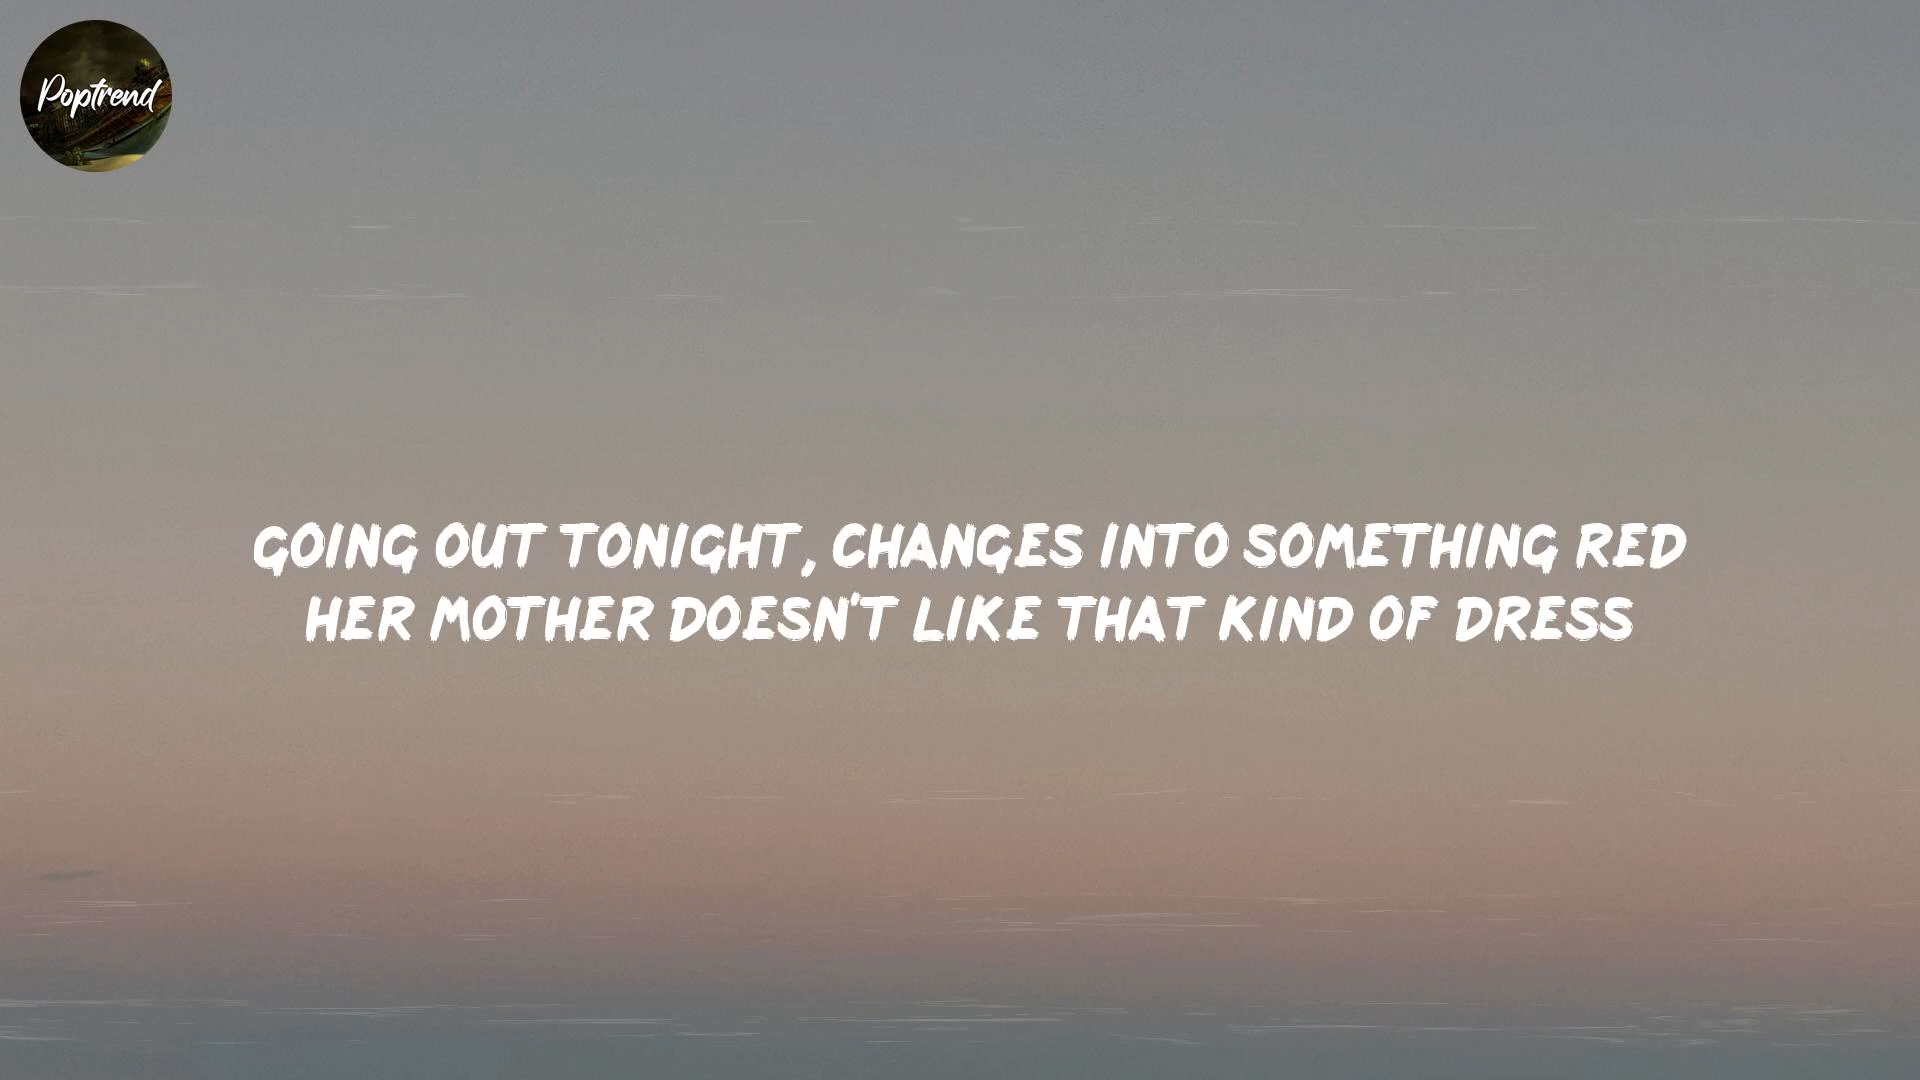 Poptrend
GOING OUT TONIGHT, CHANGES INTO SOMETHING RED
HER MOTHER DOESN'T LIKE THAT KIND OF DRESS